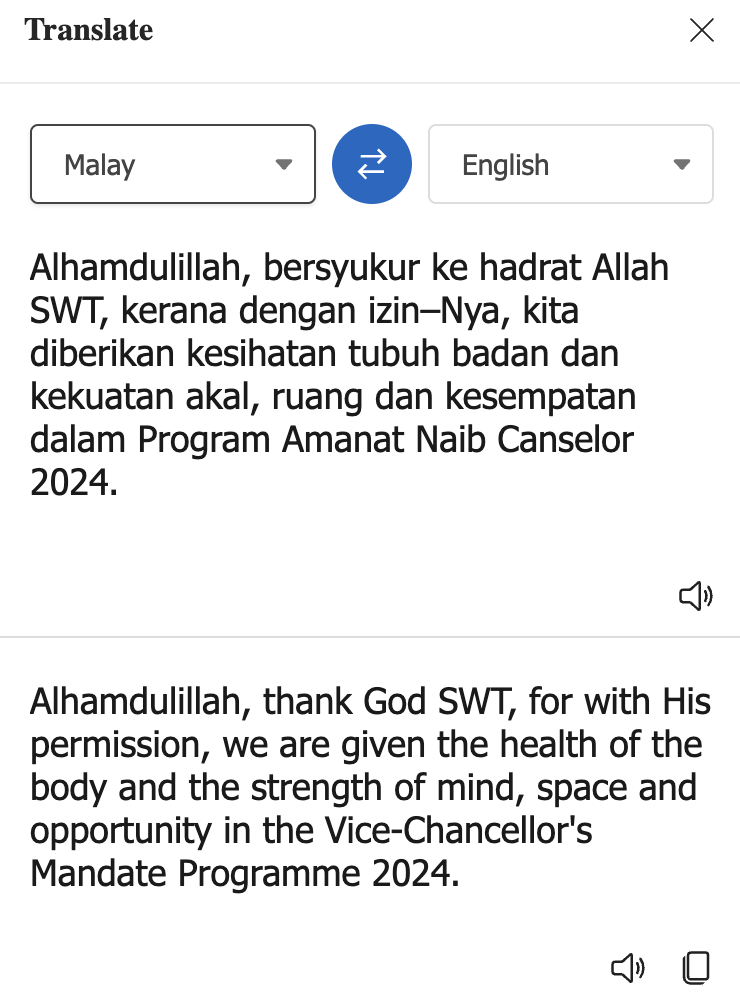 Translate
Malay
English
Alhamdulillah, bersyukur ke hadrat Allah
SWT, kerana dengan izin–Nya, kita
diberikan kesihatan tubuh badan dan
kekuatan akal, ruang dan kesempatan
dalam Program Amanat Naib Canselor
2024.
Alhamdulillah, thank God SWT, for with His
permission, we are given the health of the
body and the strength of mind, space and
opportunity in the Vice-Chancellor's
Mandate Programme 2024.